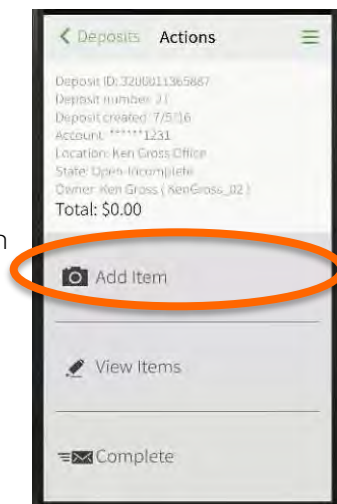 Deposits Actions
Deposit ID: 3200011365887
Deposit number: 21
Deposit created: 7/5/16
Account: ******1231
Location: Ken Gross Office
State: Open-Incomplete
Owner: Ken Gross ( KenGross_02 )
Total: $0.00
Add Item
View Items
Complete